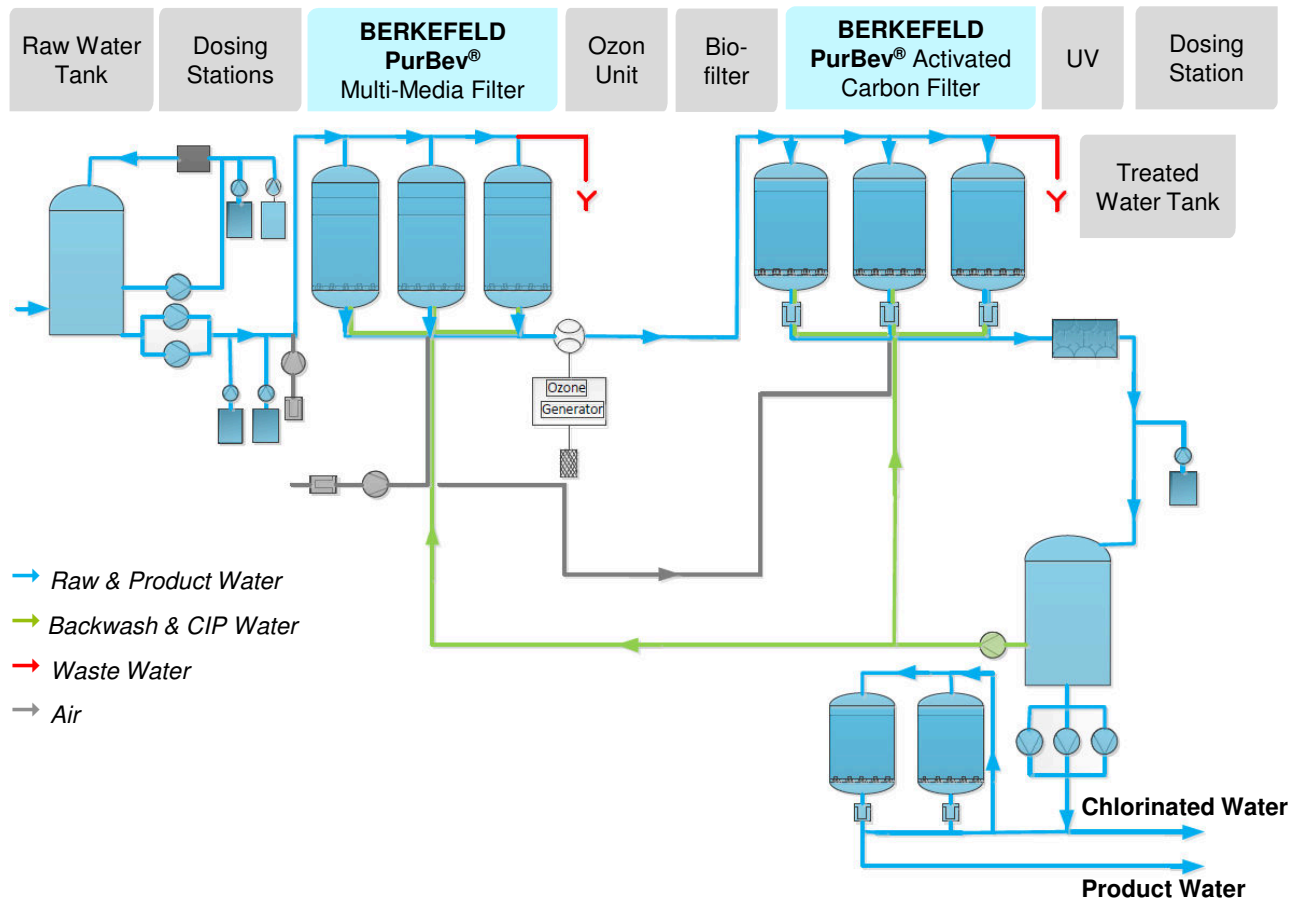 Raw Water
Tank
Dosing
Stations
BERKEFELD
PurBev®
Multi-Media Filter
Ozon
Unit
Bio-
filter
BERKEFELD
PurBev® Activated
Carbon Filter
UV
Dosing
Station
Treated
Water Tank
Ozone
Generator
Raw & Product Water
Backwash & CIP Water
Waste Water
Air
Chlorinated Water
Product Water